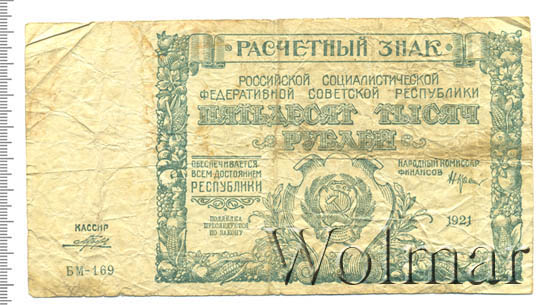 РАСЧЕТНЫЙ ЗНАК
РОССИЙСКОЙ СОЦИАЛИСТИЧЕСКОЙ
ФЕДЕРАТИВНОЙ СОВЕТСКОЙ РЕСПУБЛИКИ
ПЯТЬДЕСЯТ ТЫСЯЧ
РУБЛЕЙ
ОБЕСПЕЧИВАЕТСЯ
ВСЕМ ДОСТОЯНИЕМ
РЕСПУБЛИКИ
НАРОДНЫЙ КОМИССАР
ФИНАНСОВ
ПОДДЕЛКА
ПРЕСЛЕДУЕТСЯ
ПО ЗАКОНУ
1921
КАССИР
БМ-169
Wolmar